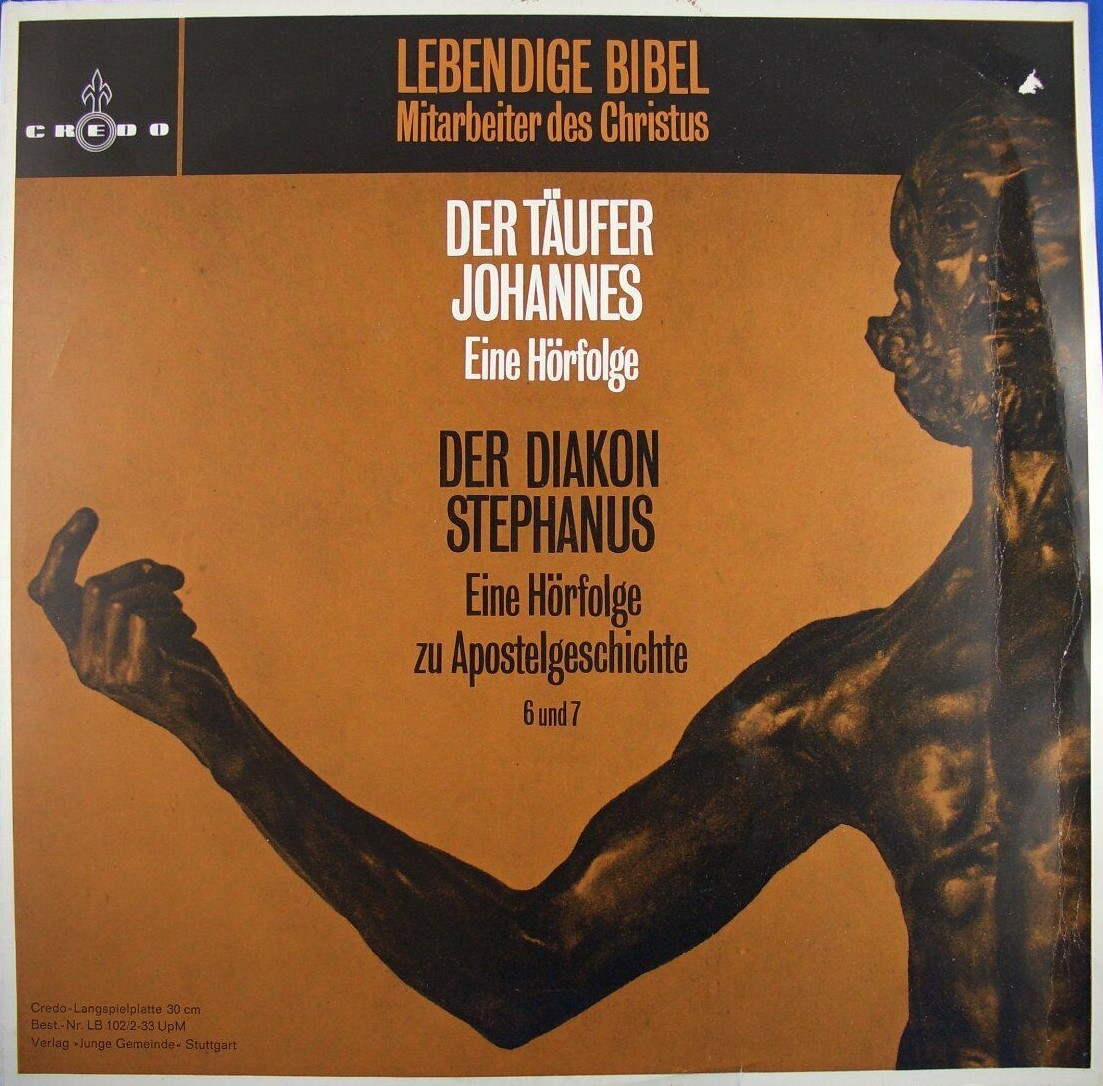 CREDO
LEBENDIGE BIBEL
Mitarbeiter des Christus
DER TÄUFER
JOHANNES
Eine Hörfolge
DER DIAKON
STEPHANUS
Eine Hörfolge
zu Apostelgeschichte
6 und 7
Credo-Langspielplatte 30 cm
Best.-Nr. LB 102/2-33 UpM
Verlag »Junge Gemeinde« Stuttgart